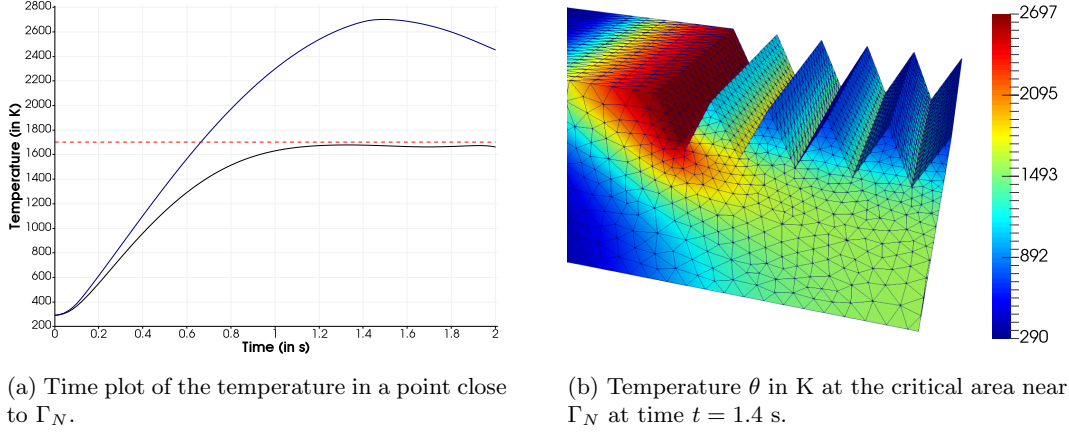 2800
2600
2400
2200
2000
1800
1600
1400
1200
1000
800
600
400
200
Temperature (in K)
0 0.2 0.4 0.6 0.8 1 1.2 1.4 1.6 1.8 2
Time (in s)
2697
2095
1493
892
290
(a) Time plot of the temperature in a point close
to Γ_N.
(b) Temperature θ in K at the critical area near
Γ_N at time t = 1.4 s.